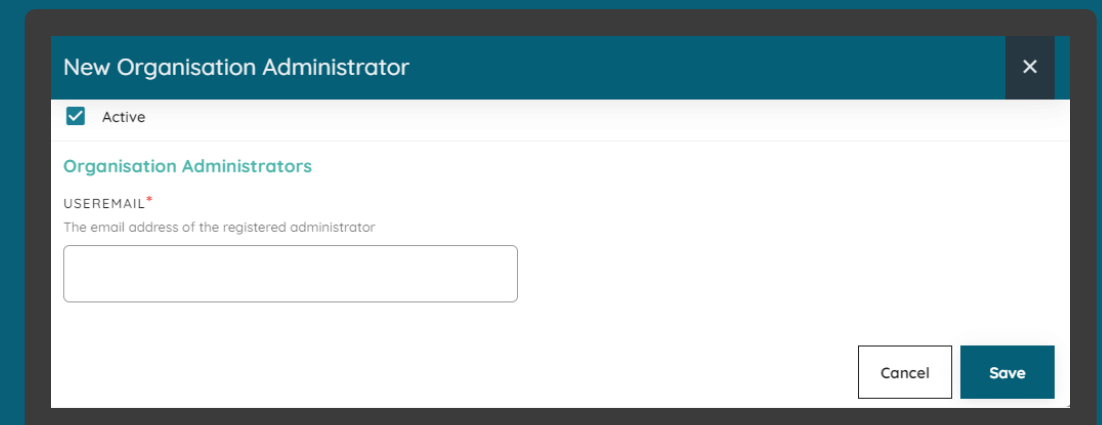 New Organisation Administrator
Active
Organisation Administrators
USEREMAIL*
The email address of the registered administrator
Cancel
Save